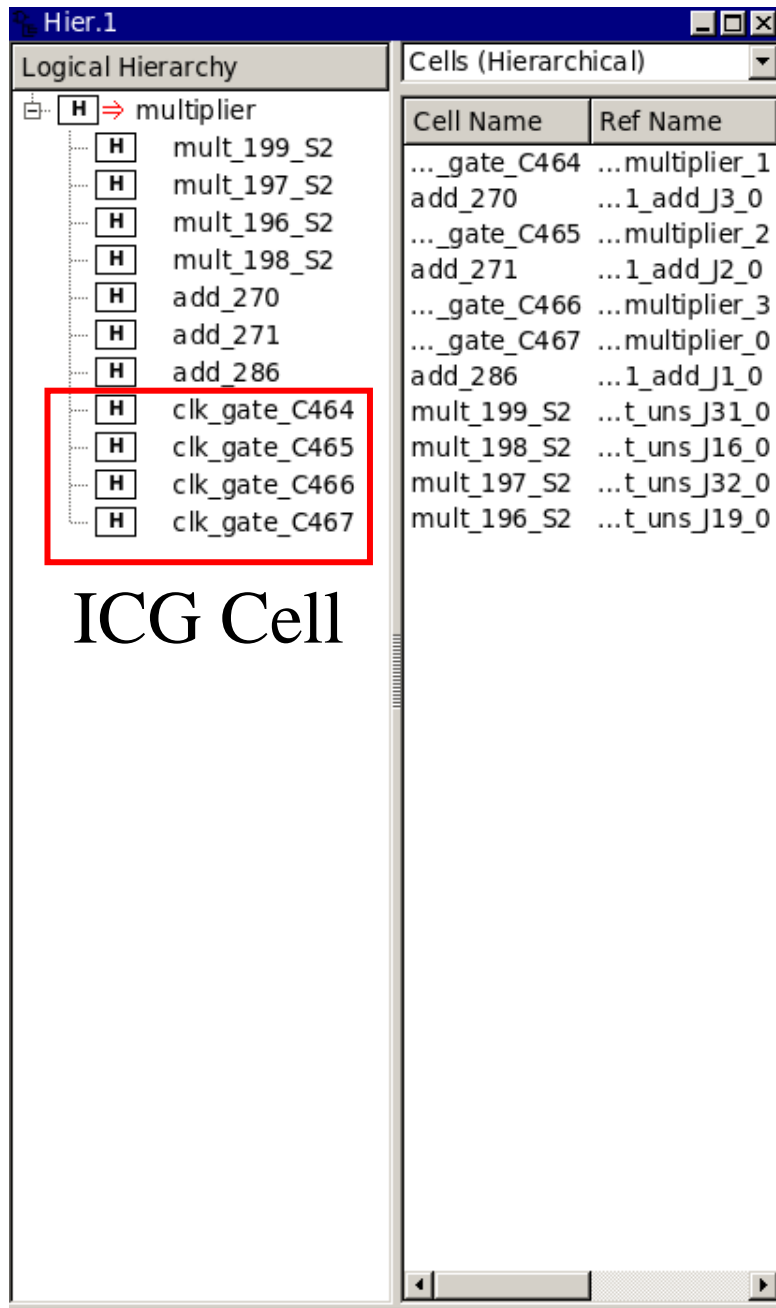 Hier.1
Logical Hierarchy
H multiplier
H mult_199_S2
H mult_197_S2
H mult_196_S2
H mult_198_S2
H add_270
H add_271
H add_286
H clk_gate_C464
H clk_gate_C465
H clk_gate_C466
H clk_gate_C467
ICG Cell
Cells (Hierarchical)
Cell Name Ref Name
..._gate_C464 ...multiplier_1
add_270 ...1_add_J3_0
..._gate_C465 ...multiplier_2
add_271 ...1_add_J2_0
..._gate_C466 ...multiplier_3
..._gate_C467 ...multiplier_0
add_286 ...1_add_J1_0
mult_199_S2 ...t_uns_J31_0
mult_198_S2 ...t_uns_J16_0
mult_197_S2 ...t_uns_J32_0
mult_196_S2 ...t_uns_J19_0